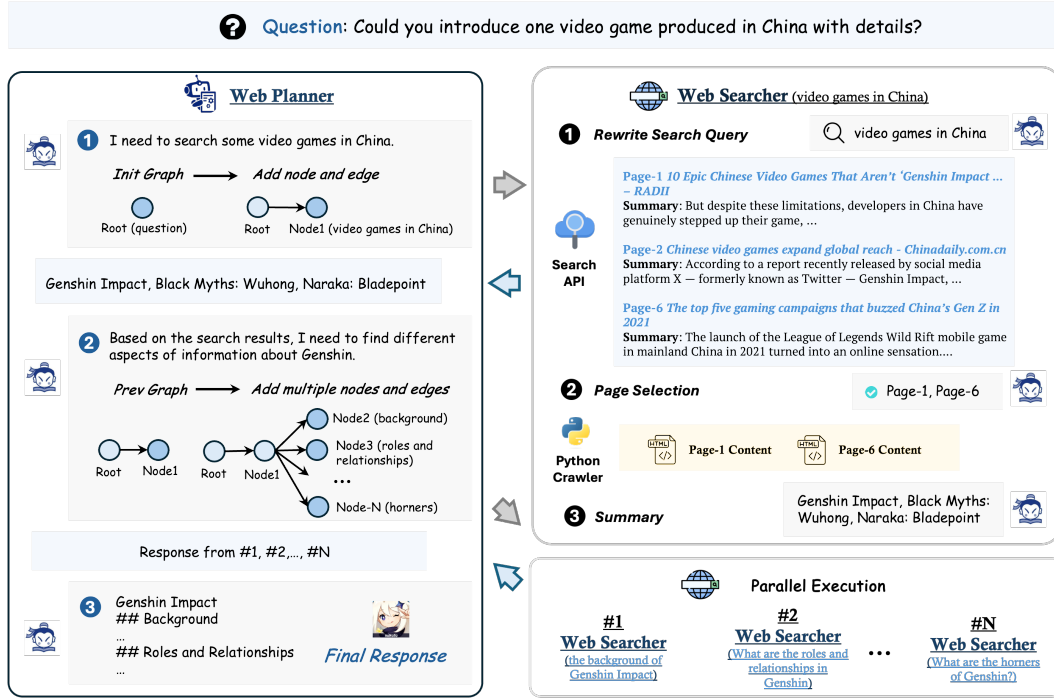 ? Question: Could you introduce one video game produced in China with details?
Web Planner
1 I need to search some video games in China.
Init Graph Add node and edge
Root (question) Root Node1 (video games in China)
Genshin Impact, Black Myths: Wuhong, Naraka: Bladepoint
2 Based on the search results, I need to find different
aspects of information about Genshin.
Prev Graph Add multiple nodes and edges
Node2 (background)
Node3 (roles and
relationships)
...
Node-N (horners)
Root Node1 Root Node1
Response from #1, #2,..., #N
3 Genshin Impact
## Background
...
## Roles and Relationships
...
Final Response
Web Searcher (video games in China)
1 Rewrite Search Query
video games in China
Search
API
Page-1 10 Epic Chinese Video Games That Aren't ‘Genshin Impact ...
– RADII
Summary: But despite these limitations, developers in China have
genuinely stepped up their game, ...
Page-2 Chinese video games expand global reach - Chinadaily.com.cn
Summary: According to a report recently released by social media
platform X — formerly known as Twitter — Genshin Impact, ...
Page-6 The top five gaming campaigns that buzzed China's Gen Z in
2021
Summary: The launch of the League of Legends Wild Rift mobile game
in mainland China in 2021 turned into an online sensation....
2 Page Selection
Page-1, Page-6
Python
Crawler
HTML </> Page-1 Content HTML </> Page-6 Content
3 Summary
Genshin Impact, Black Myths:
Wuhong, Naraka: Bladepoint
Parallel Execution
#1
Web Searcher
(the background of
Genshin Impact)
#2
Web Searcher
(What are the roles and
relationships in
Genshin)
...
#N
Web Searcher
(What are the horners
of Genshin?)